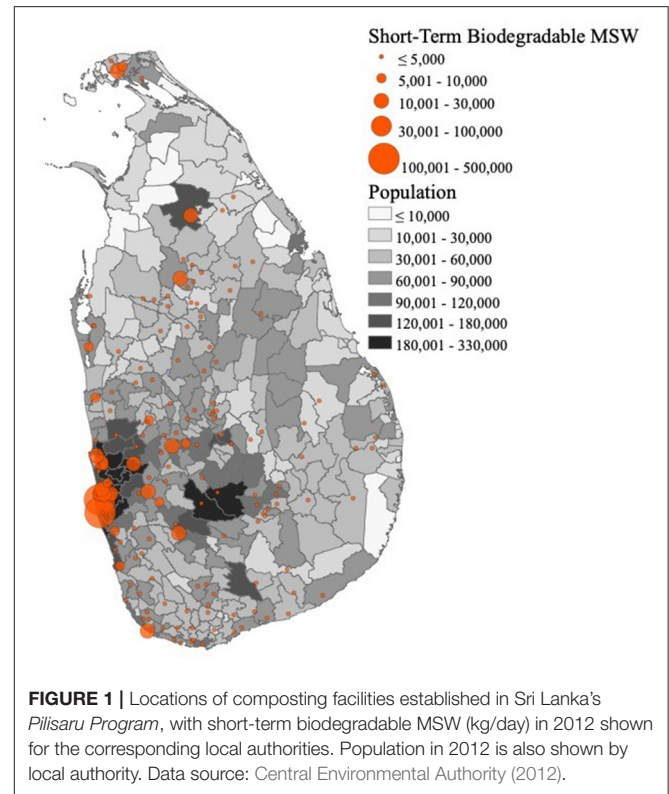 Short-Term Biodegradable MSW
≤ 5,000
5,001 - 10,000
10,001 - 30,000
30,001 - 100,000
100,001 - 500,000
Population
≤ 10,000
10,001 - 30,000
30,001 - 60,000
60,001 - 90,000
90,001 - 120,000
120,001 - 180,000
180,001 - 330,000
FIGURE 1 | Locations of composting facilities established in Sri Lanka's
Pilisaru Program, with short-term biodegradable MSW (kg/day) in 2012 shown
for the corresponding local authorities. Population in 2012 is also shown by
local authority. Data source: Central Environmental Authority (2012).